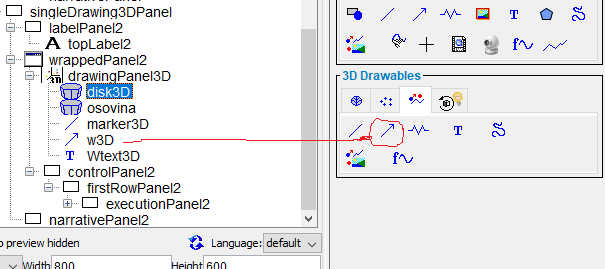 singleDrawing3DPanel
labelPanel2
A topLabel2
wrappedPanel2
drawingPanel3D
disk3D
osovina
marker3D
w3D
T Wtext3D
controlPanel2
firstRowPanel2
executionPanel2
narrativePanel2
p preview hidden
Language: default
Width 800 Height 600
T
f
3D Drawables
T
f